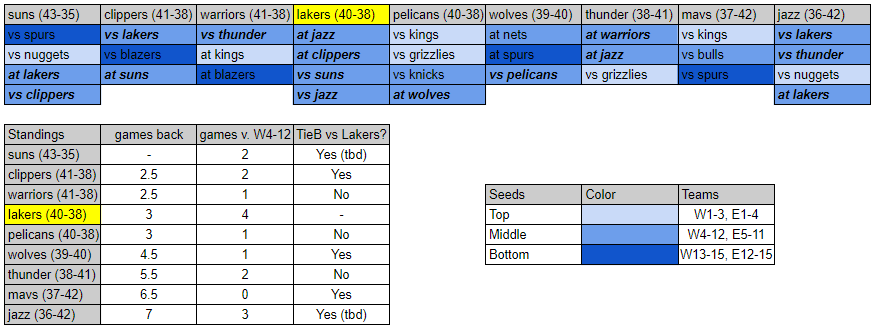 suns (43-35) clippers (41-38) warriors (41-38) lakers (40-38) pelicans (40-38) wolves (39-40) thunder (38-41) mavs (37-42) jazz (36-42)
vs spurs vs lakers vs thunder at jazz vs kings at nets at warriors vs kings vs lakers
vs nuggets vs blazers at kings at clippers vs grizzlies at spurs at jazz vs bulls vs thunder
at lakers at suns at blazers vs suns vs knicks vs pelicans vs grizzlies vs spurs vs nuggets
vs clippers vs jazz at wolves at lakers
Standings games back games v. W4-12 TieB vs Lakers?
suns (43-35) - 2 Yes (tbd)
clippers (41-38) 2.5 2 Yes
warriors (41-38) 2.5 1 No
lakers (40-38) 3 4 -
pelicans (40-38) 3 1 No
wolves (39-40) 4.5 1 Yes
thunder (38-41) 5.5 2 No
mavs (37-42) 6.5 0 Yes
jazz (36-42) 7 3 Yes (tbd)
Seeds Color Teams
Top W1-3, E1-4
Middle W4-12, E5-11
Bottom W13-15, E12-15